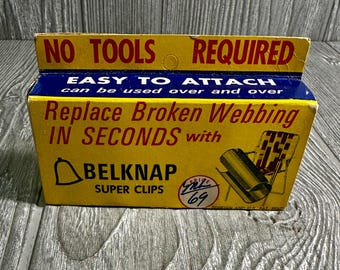 NO TOOLS REQUIRED
EASY TO ATTACH
can be used over and over
Replace Broken Webbing
IN SECONDS with
BELKNAP
SUPER CLIPS
69